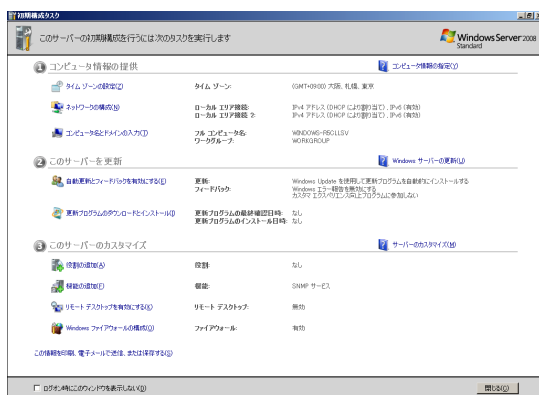 初期構成タスク
このサーバーの初期構成を行うには次のタスクを実行します
Windows Server 2008
Standard
1 コンピュータ情報の提供
コンピュータ情報の指定(Y)
タイム ゾーンの設定(Z)
タイム ゾーン:
(GMT+09:00) 大阪、札幌、東京
ネットワークの構成(N)
ローカル エリア接続:
IPv4 アドレス (DHCP により割り当て)、IPv6 (有効)
ローカル エリア接続 2:
IPv4 アドレス (DHCP により割り当て)、IPv6 (有効)
コンピュータ名とドメインの入力(T)
フル コンピュータ名:
ワークグループ:
WORKGROUP
2 このサーバーを更新
Windows サーバーの更新(U)
自動更新とフィードバックを有効にする(E)
更新:
Windows Update を使用して更新プログラムを自動的にインストールする
フィードバック:
Windows エラー報告を無効にする
カスタマ エクスペリエンス向上プログラムに参加しない
更新プログラムのダウンロードとインストール(I)
更新プログラムの最終確認日時:
なし
更新プログラムのインストール日時:
なし
3 このサーバーのカスタマイズ
サーバーのカスタマイズ(M)
役割の追加(A)
役割:
なし
機能の追加(F)
機能:
SNMP サービス
リモート デスクトップを有効にする(K)
リモート デスクトップ:
無効
Windows ファイアウォールの構成(O)
ファイアウォール:
有効
この情報を印刷、電子メールで送信、または保存する(S)
ログオン時にこのウィンドウを表示しない(D)
閉じる(C)